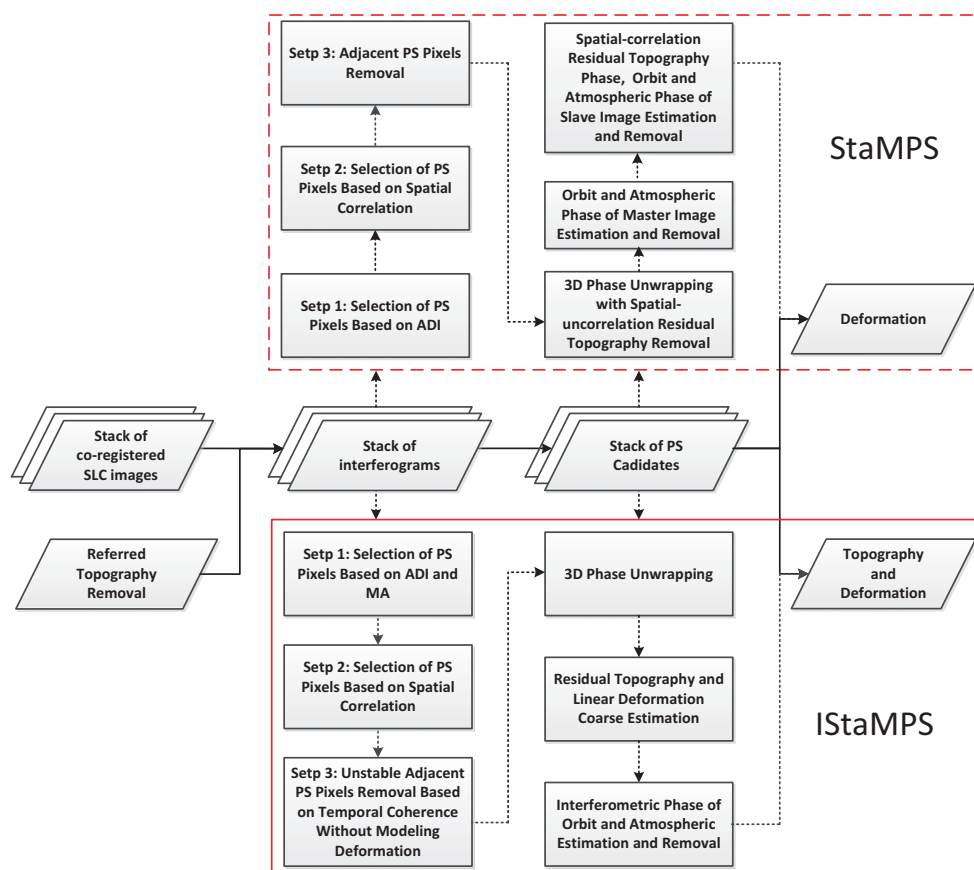 Setp 3: Adjacent PS Pixels
Removal
Setp 2: Selection of PS
Pixels Based on Spatial
Correlation
Setp 1: Selection of PS
Pixels Based on ADI
Spatial-correlation
Residual Topography
Phase, Orbit and
Atmospheric Phase of
Slave Image Estimation
and Removal
Orbit and Atmospheric
Phase of Master Image
Estimation and Removal
3D Phase Unwrapping
with Spatial-
uncorrelation Residual
Topography Removal
StaMPS
Deformation
Stack of
co-registered
SLC images
Stack of
interferograms
Stack of PS
Cadidates
Referred
Topography
Removal
Setp 1: Selection of PS
Pixels Based on ADI and
MA
Setp 2: Selection of PS
Pixels Based on Spatial
Correlation
Setp 3: Unstable Adjacent
PS Pixels Removal Based
on Temporal Coherence
Without Modeling
Deformation
3D Phase Unwrapping
Residual Topography and
Linear Deformation
Coarse Estimation
Interferometric Phase of
Orbit and Atmospheric
Estimation and Removal
Topography
and
Deformation
IStaMPS